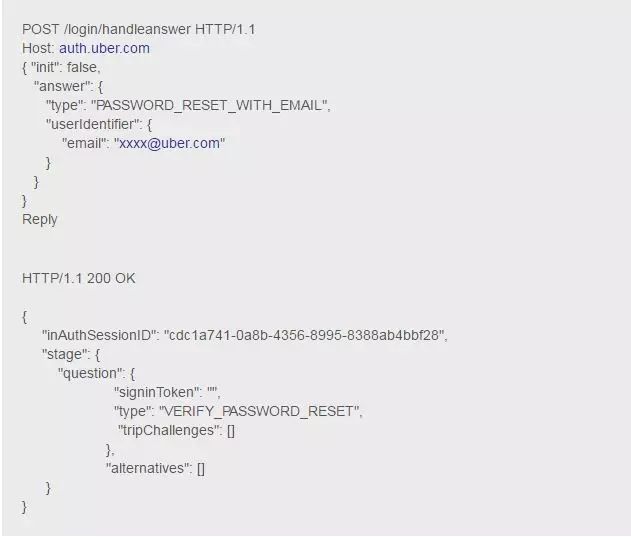 POST /login/handleanswer HTTP/1.1
Host: auth.uber.com
{ "init": false,
"answer": {
"type": "PASSWORD_RESET_WITH_EMAIL",
"userIdentifier": {
"email": "xxxx@uber.com"
}
}
}
Reply
HTTP/1.1 200 OK
{
"inAuthSessionID": "cdc1a741-0a8b-4356-8995-8388ab4bbf28",
"stage": {
"question": {
"signinToken": "",
"type": "VERIFY_PASSWORD_RESET",
"tripChallenges": []
},
"alternatives": []
}
}